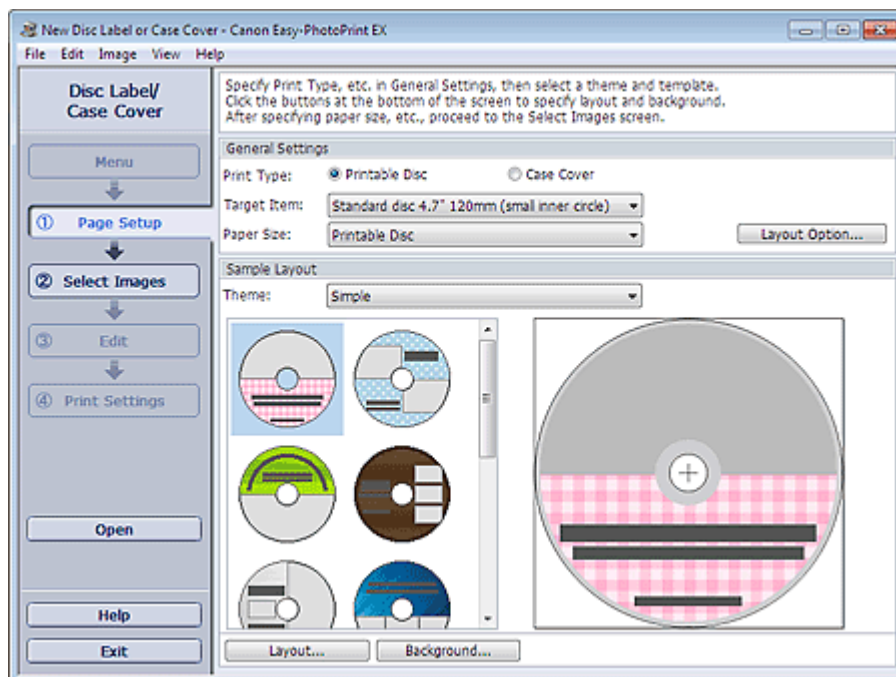 New Disc Label or Case Cover - Canon Easy-PhotoPrint EX
File Edit Image View Help
Disc Label/
Case Cover
Menu
① Page Setup
② Select Images
③ Edit
④ Print Settings
Open
Help
Exit
Specify Print Type, etc. in General Settings, then select a theme and template.
Click the buttons at the bottom of the screen to specify layout and background.
After specifying paper size, etc., proceed to the Select Images screen.
General Settings
Print Type: Printable Disc Case Cover
Target Item: Standard disc 4.7" 120mm (small inner circle)
Paper Size: Printable Disc Layout Option...
Sample Layout
Theme: Simple
Layout... Background...